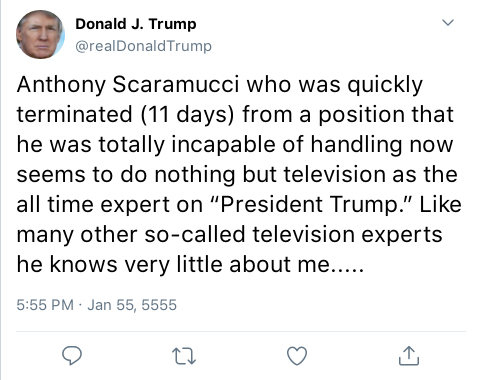 Donald J. Trump
@realDonaldTrump
Anthony Scaramucci who was quickly
terminated (11 days) from a position that
he was totally incapable of handling now
seems to do nothing but television as the
all time expert on “President Trump.” Like
many other so-called television experts
he knows very little about me.....
5:55 PM · Jan 55, 5555